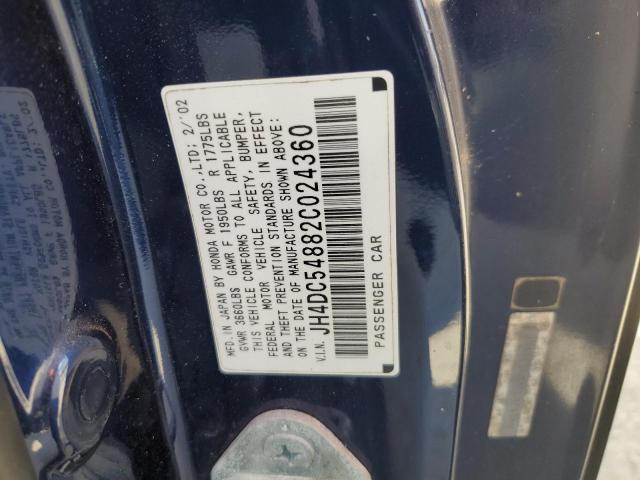 MFD. IN JAPAN BY HONDA MOTOR CO.,LTD; 2/'02
GVWR 3660LBS GAWR F 1950LBS R 1775LBS
THIS VEHICLE CONFORMS TO ALL APPLICABLE
FEDERAL MOTOR VEHICLE SAFETY, BUMPER,
AND THEFT PREVENTION STANDARDS IN EFFECT
ON THE DATE OF MANUFACTURE SHOWN ABOVE:
V.I.N. JH4DC54882C024360
PASSENGER CAR